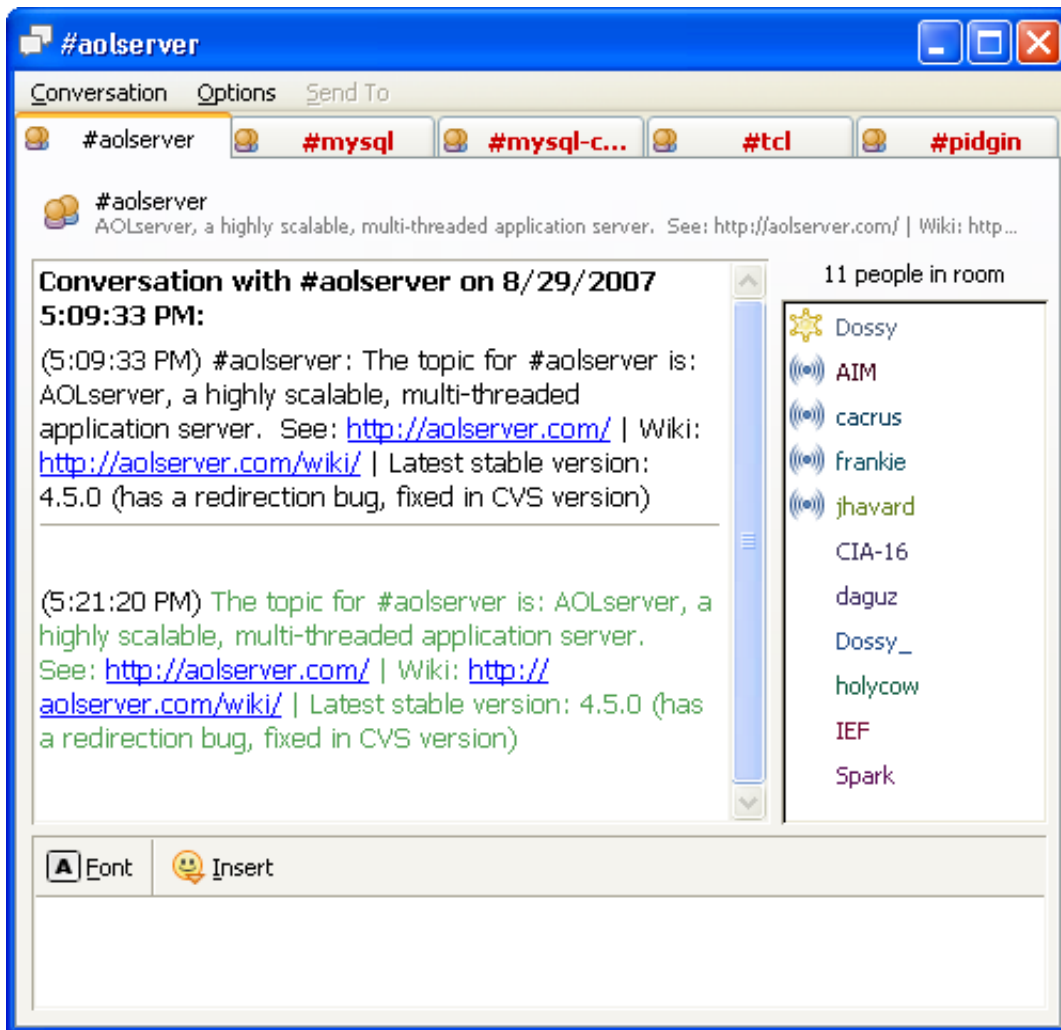 #aolserver
Conversation Options Send To
#aolserver #mysql #mysql-c... #tcl #pidgin
#aolserver
AOLserver, a highly scalable, multi-threaded application server. See: http://aolserver.com/ | Wiki: http...
Conversation with #aolserver on 8/29/2007
5:09:33 PM:
(5:09:33 PM) #aolserver: The topic for #aolserver is:
AOLserver, a highly scalable, multi-threaded
application server. See: http://aolserver.com/ | Wiki:
http://aolserver.com/wiki/ | Latest stable version:
4.5.0 (has a redirection bug, fixed in CVS version)
(5:21:20 PM) The topic for #aolserver is: AOLserver, a
highly scalable, multi-threaded application server.
See: http://aolserver.com/ | Wiki: http://
aolserver.com/wiki/ | Latest stable version: 4.5.0 (has
a redirection bug, fixed in CVS version)
11 people in room
Dossy
AIM
cacrus
frankie
jhavard
CIA-16
daguz
Dossy_
holycow
IEF
Spark
A Font Insert